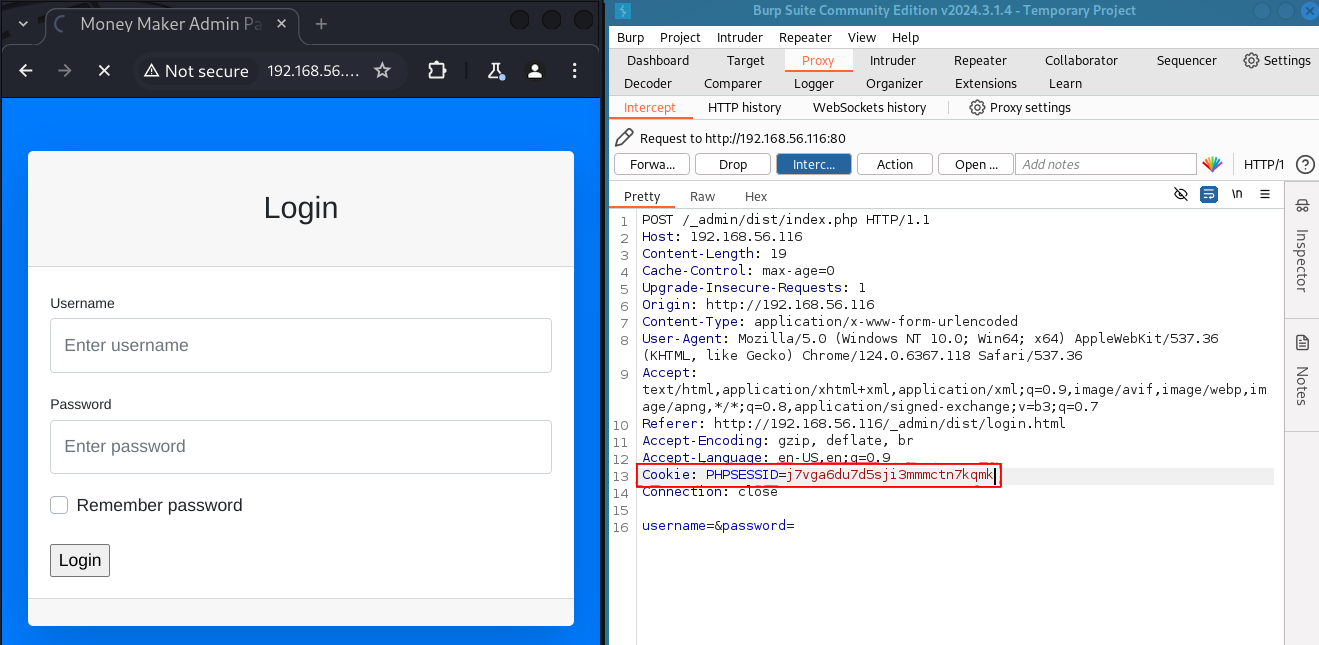 Money Maker Admin Pa
Not secure
192.168.56....
Login
Username
Enter username
Password
Enter password
Remember password
Login
Burp Suite Community Edition v2024.3.1.4 - Temporary Project
Burp Project Intruder Repeater View Help
Dashboard Target Proxy Intruder Repeater Collaborator Sequencer Settings
Decoder Comparer Logger Organizer Extensions Learn
Intercept HTTP history WebSockets history Proxy settings
Request to http://192.168.56.116:80
Forwa... Drop Interc... Action Open ... Add notes HTTP/1 ?
Pretty Raw Hex \n
1 POST /_admin/dist/index.php HTTP/1.1
2 Host: 192.168.56.116
3 Content-Length: 19
4 Cache-Control: max-age=0
5 Upgrade-Insecure-Requests: 1
6 Origin: http://192.168.56.116
7 Content-Type: application/x-www-form-urlencoded
8 User-Agent: Mozilla/5.0 (Windows NT 10.0; Win64; x64) AppleWebKit/537.36
(KHTML, like Gecko) Chrome/124.0.6367.118 Safari/537.36
9 Accept:
text/html,application/xhtml+xml,application/xml;q=0.9,image/avif,image/webp,im
age/apng,*/*;q=0.8,application/signed-exchange;v=b3;q=0.7
10 Referer: http://192.168.56.116/_admin/dist/login.html
11 Accept-Encoding: gzip, deflate, br
12 Accept-Language: en-US,en;q=0.9
13 Cookie: PHPSESSID=j7vga6du7d5sji3mmmctn7kqmk
14 Connection: close
15
16 username=&password=
Inspector
Notes